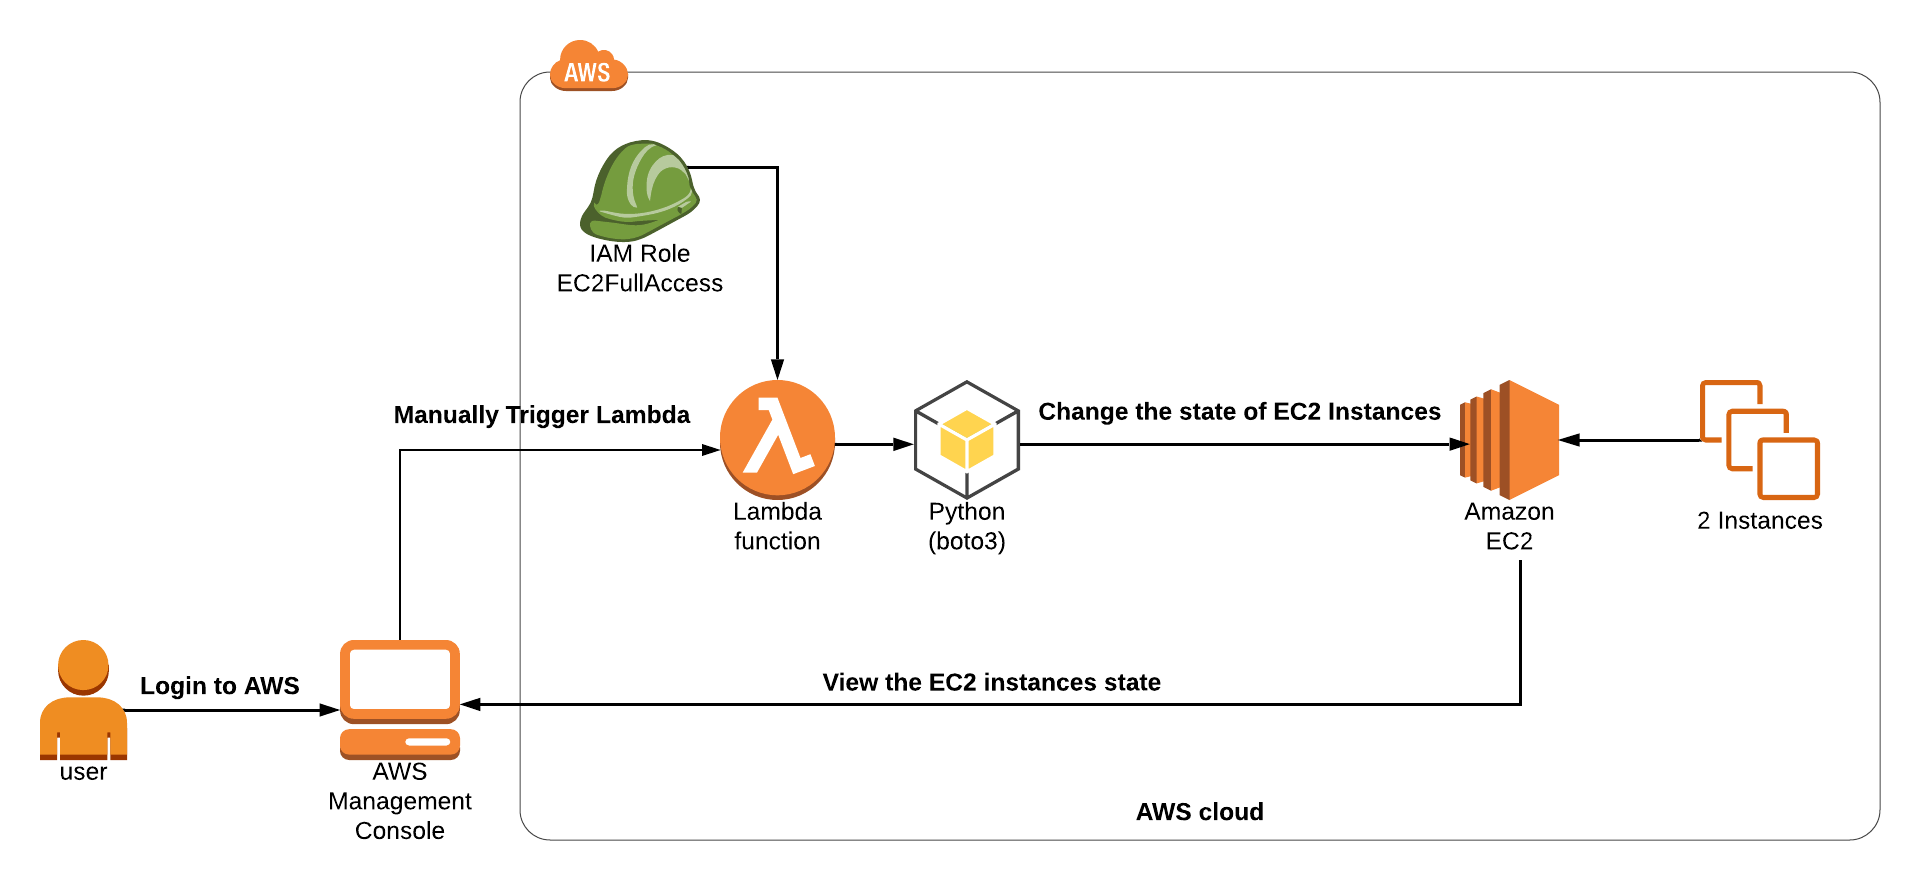 AWS
IAM Role
EC2FullAccess
Manually Trigger Lambda
Change the state of EC2 Instances
Lambda
function
Python
(boto3)
Amazon
EC2
2 Instances
Login to AWS
View the EC2 instances state
user
AWS
Management
Console
AWS cloud